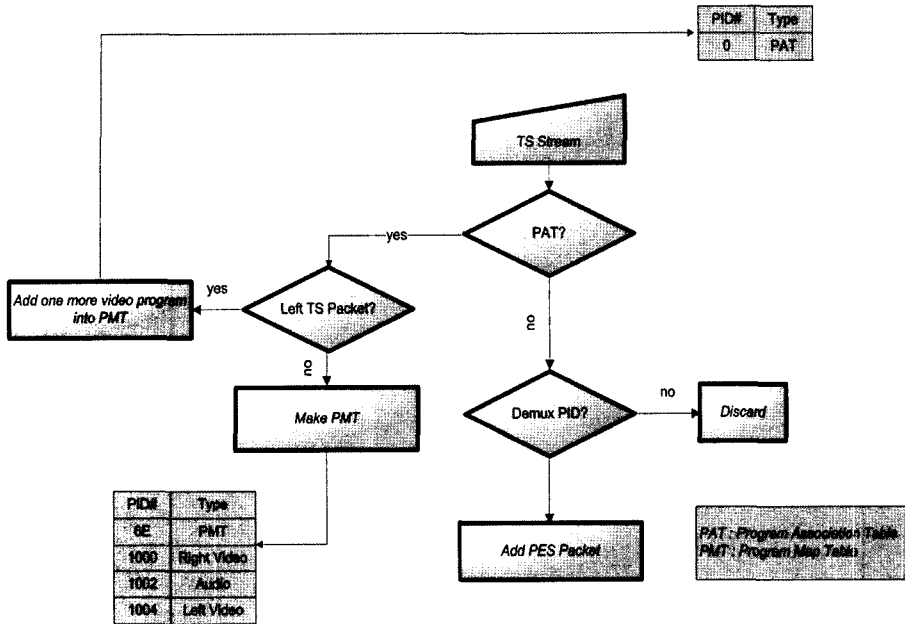 PID# Type
0 PAT
TS Stream
PAT?
yes
Left TS Packet?
yes
Add one more video program
into PMT
no
no
Make PMT
Demux PID?
no
Discard
Add PES Packet
PID# Type
6E PMT
1000 Right Video
1002 Audio
1004 Left Video
PAT : Program Association Table
PMT : Program Map Table